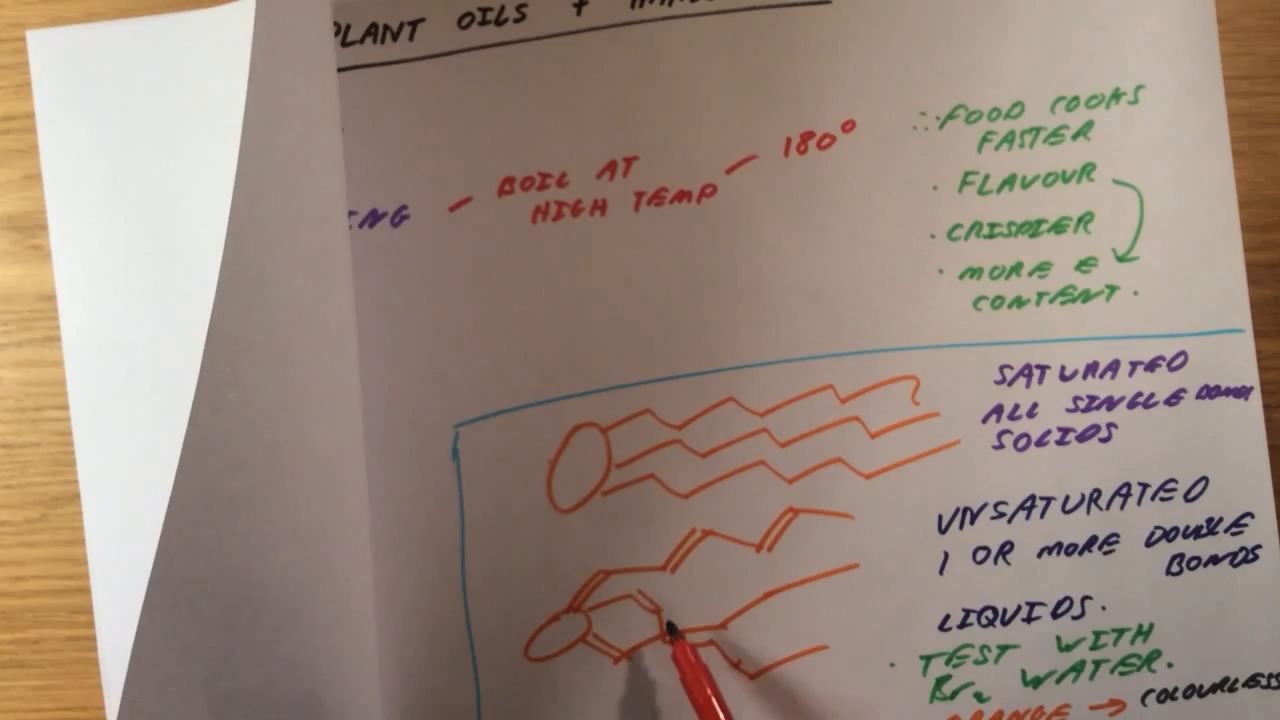 PLANT OILS +
- BOIL AT
HIGH TEMP
- 180°
∴ FOOD COOKS
FASTER
· FLAVOUR
· CRISPIER
· MORE E
CONTENT.
SATURATED
ALL SINGLE BONDS
SOLIDS
UNSATURATED
1 OR MORE DOUBLE
BONDS
LIQUIDS.
· TEST WITH
Br₂ WATER.
ORANGE → COLOURLESS